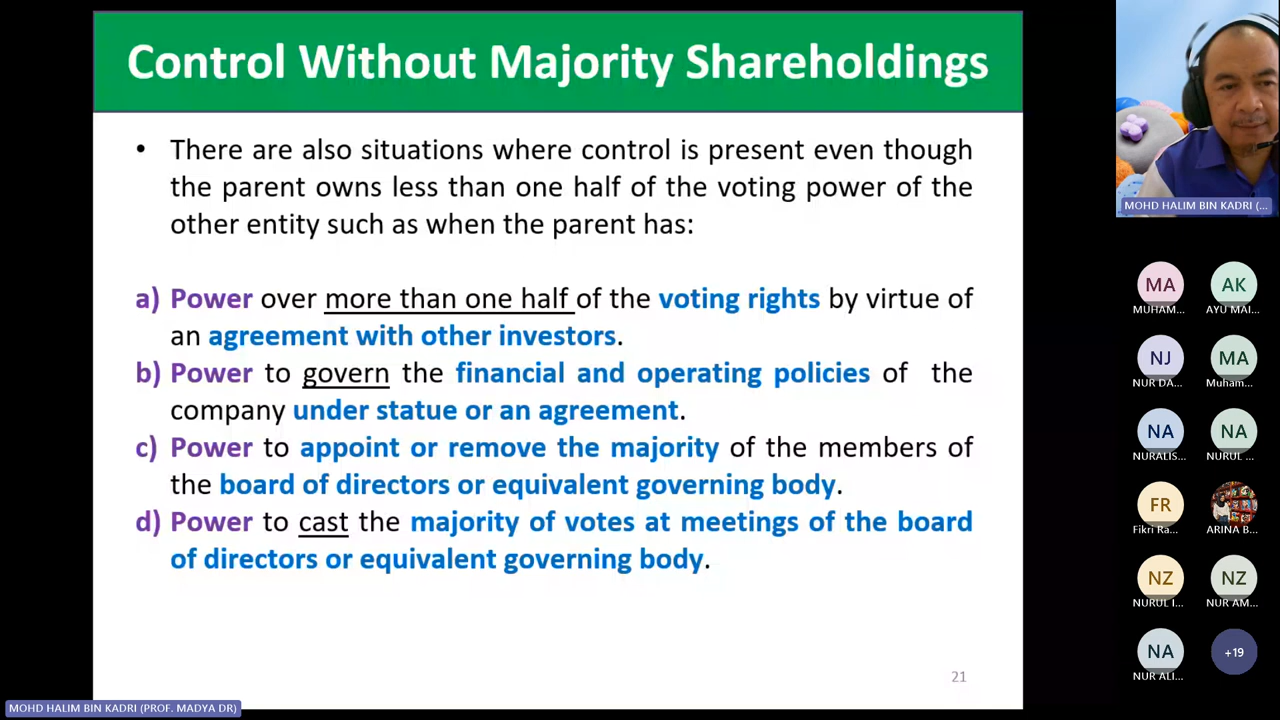 Control Without Majority Shareholdings
• There are also situations where control is present even though
the parent owns less than one half of the voting power of the
other entity such as when the parent has:
a) Power over more than one half of the voting rights by virtue of
an agreement with other investors.
b) Power to govern the financial and operating policies of the
company under statue or an agreement.
c) Power to appoint or remove the majority of the members of
the board of directors or equivalent governing body.
d) Power to cast the majority of votes at meetings of the board
of directors or equivalent governing body.
21
MOHD HALIM BIN KADRI (PROF. MADYA DR)
MOHD HALIM BIN KADRI (...
MA AK
MUHAM... AYU MAI...
NJ MA
NUR DA... Muham...
NA NA
NURALIS... NURUL ...
FR
Fikri Ra... ARINA B...
NZ NZ
NURUL I... NUR AM...
NA +19
NUR ALI...